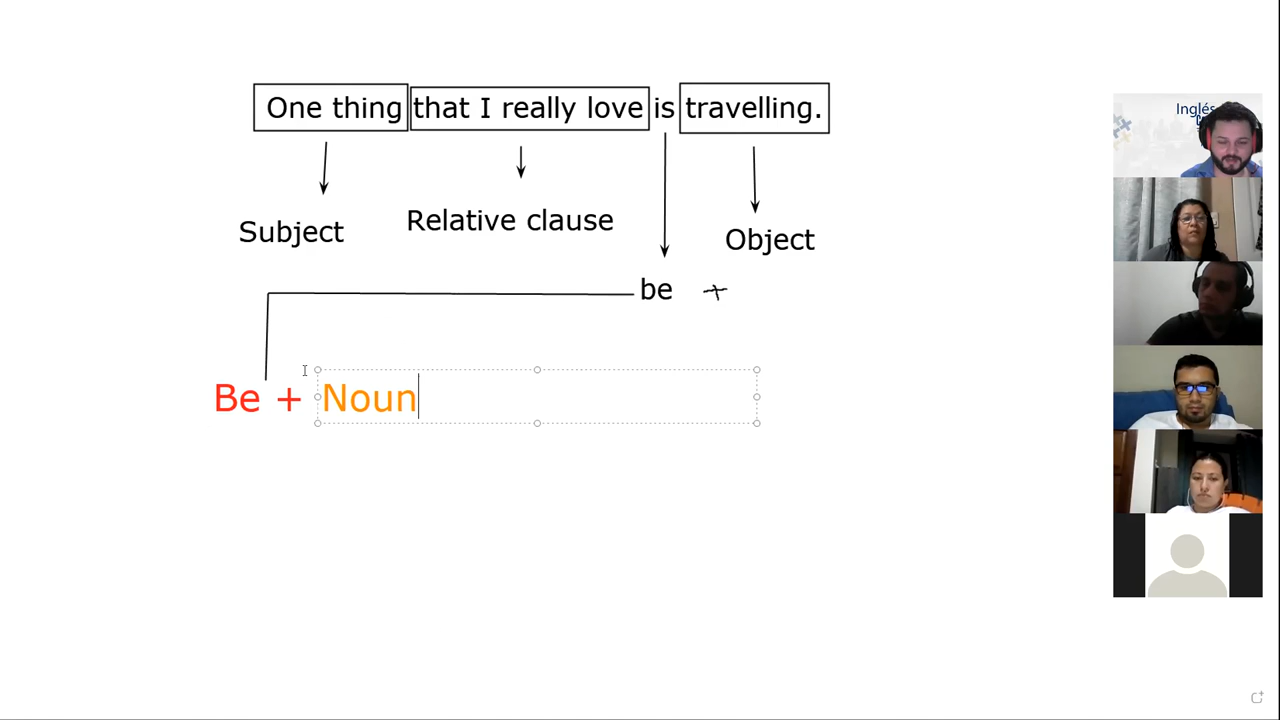 One thing that I really love is travelling.
Subject
Relative clause
Object
be +
Be + Noun
Inglés